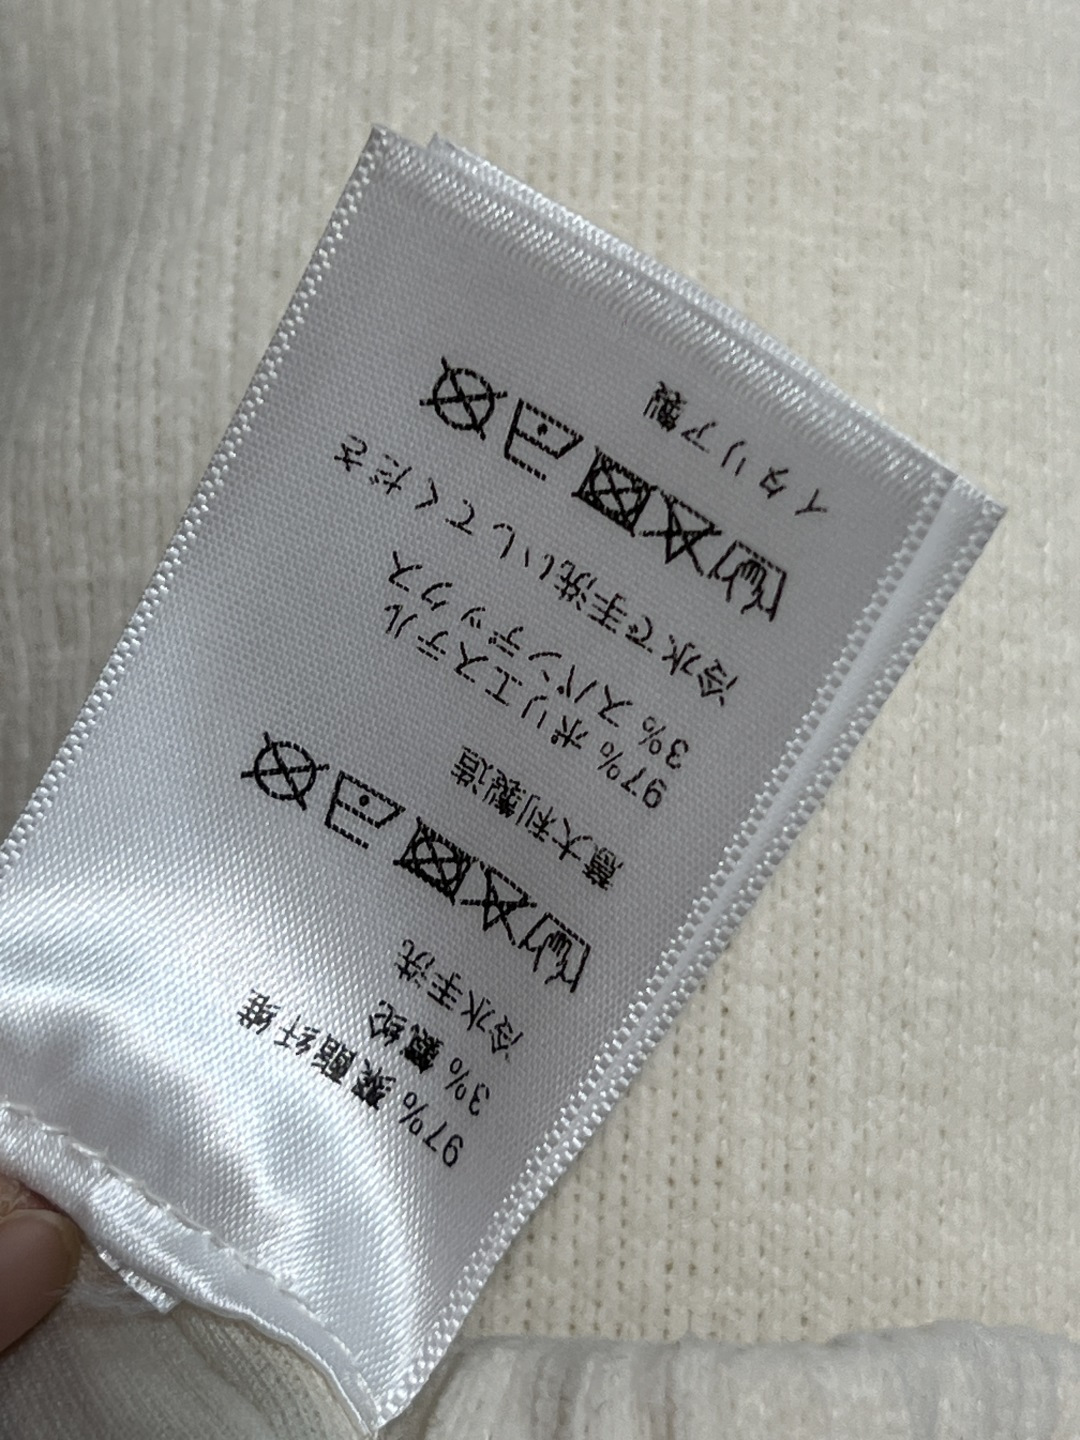 97% 聚酯纤维
3% 氨纶
冷水手洗
意大利製造
97% ポリエステル
3% スパンデックス
冷水で手洗いしてくださ
イタリア製